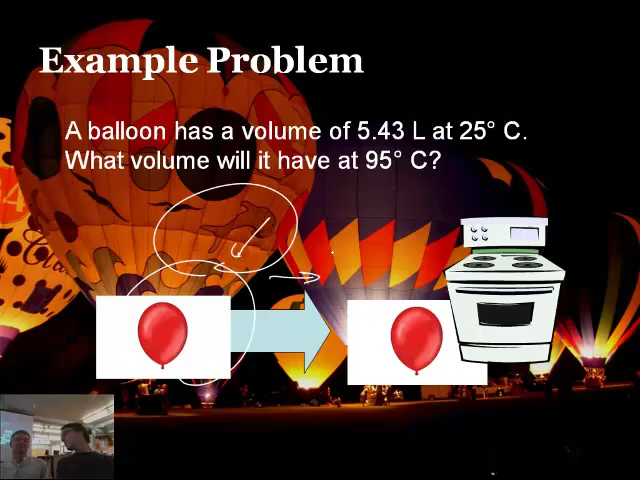 Example Problem
A balloon has a volume of 5.43 L at 25° C.
What volume will it have at 95° C?